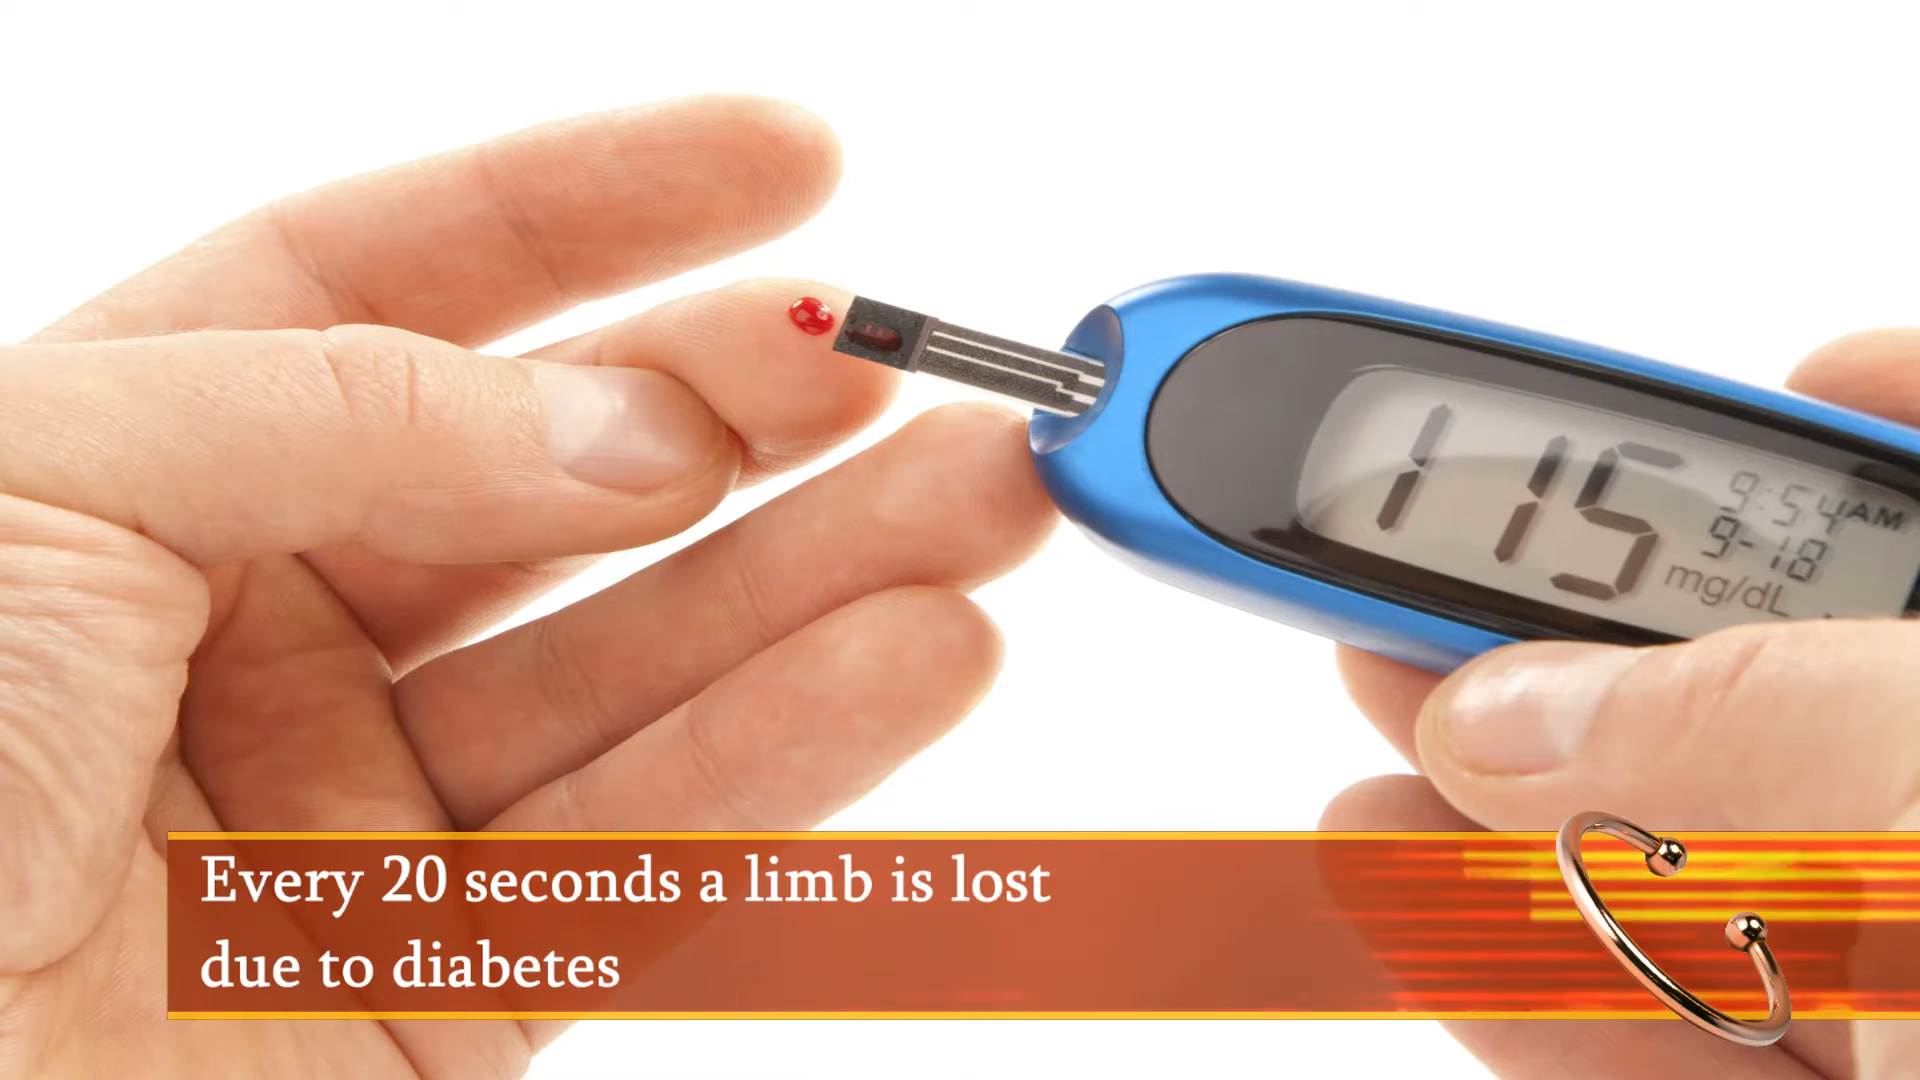 115
9:54AM
9-18
mg/dL
Every 20 seconds a limb is lost
due to diabetes